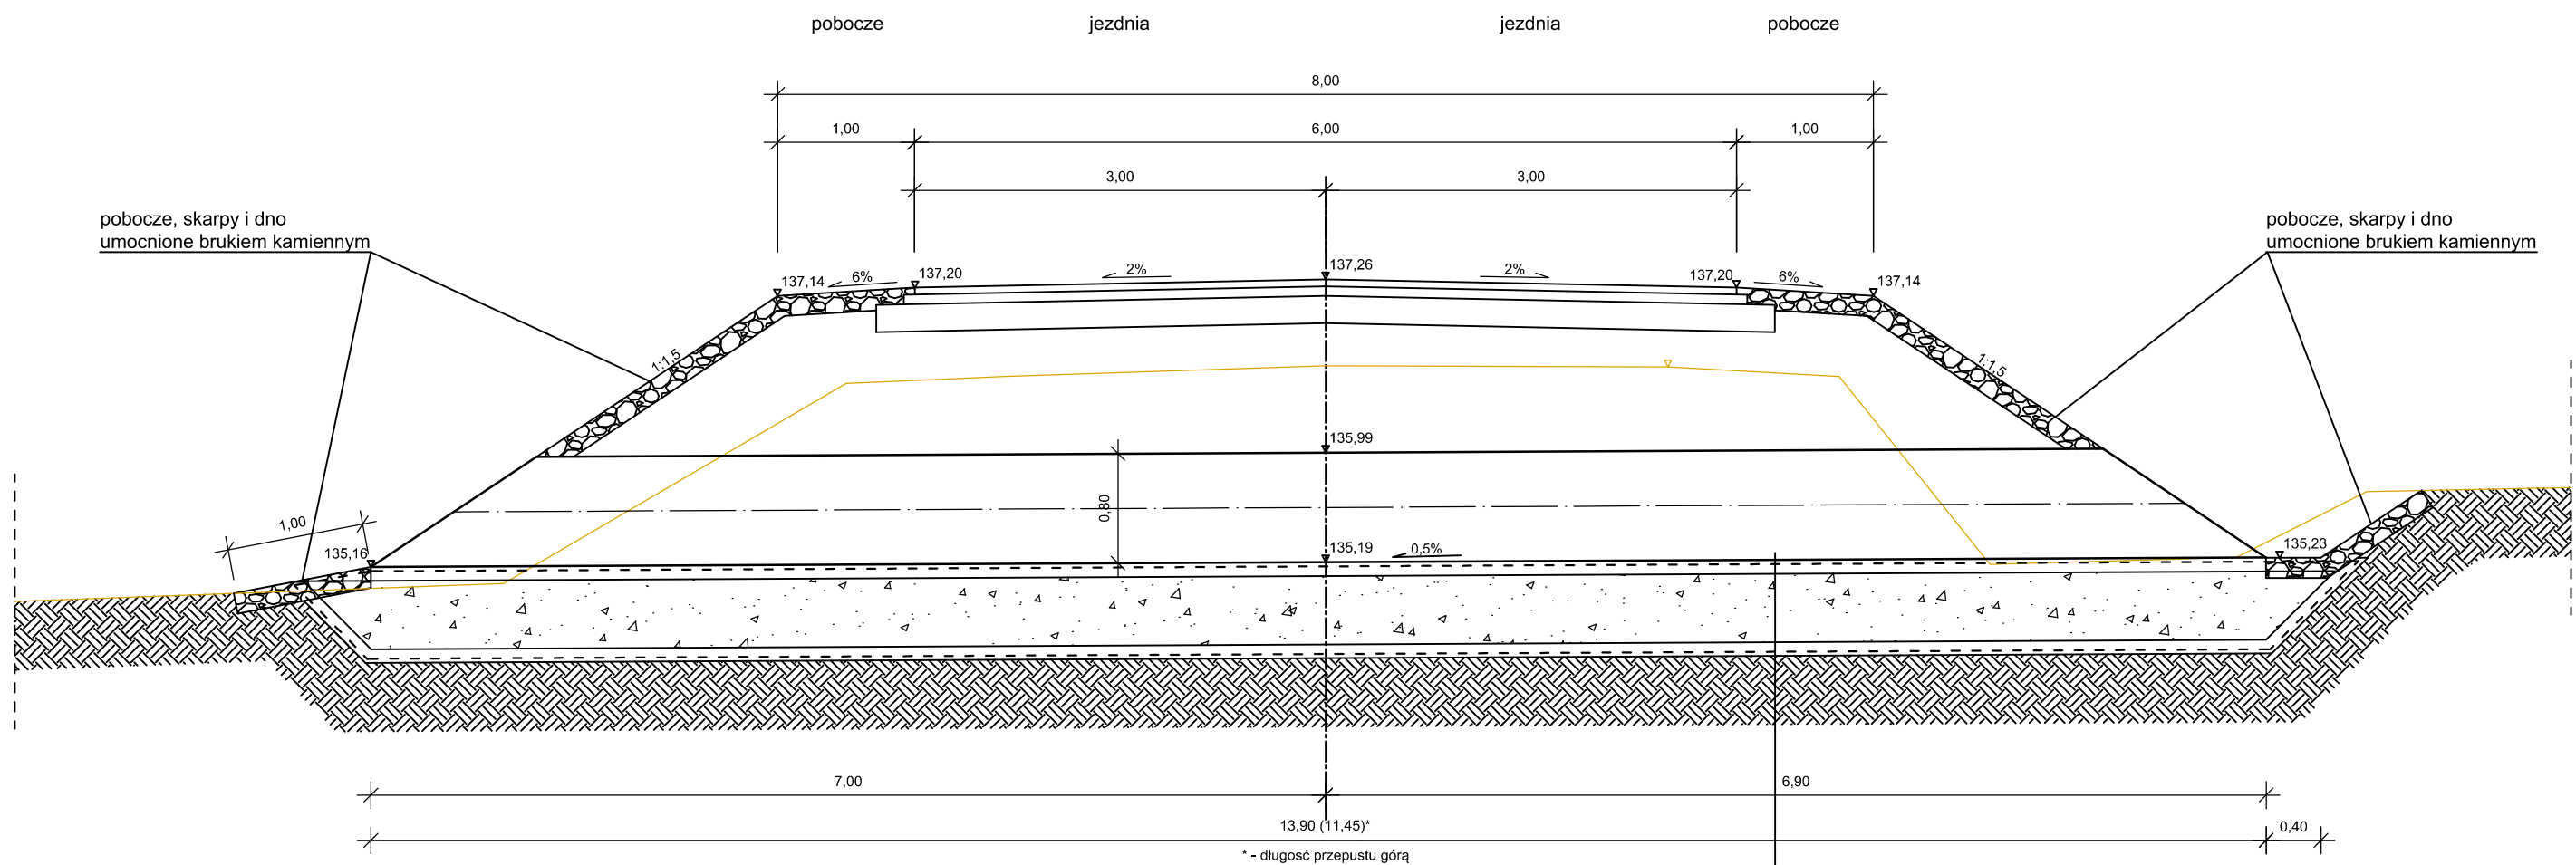 pobocze jezdnia jezdnia pobocze
8,00
1,00 6,00 1,00
3,00 3,00
pobocze, skarpy i dno
umocnione brukiem kamiennym
pobocze, skarpy i dno
umocnione brukiem kamiennym
137,14 6% 137,20 2% 137,26 2% 137,20 6% 137,14
1:1,5 1:1,5
135,99
0,80
1,00
135,16 135,19 0,5% 135,23
7,00 6,90
13,90 (11,45)* 0,40
* - długosć przepustu górą